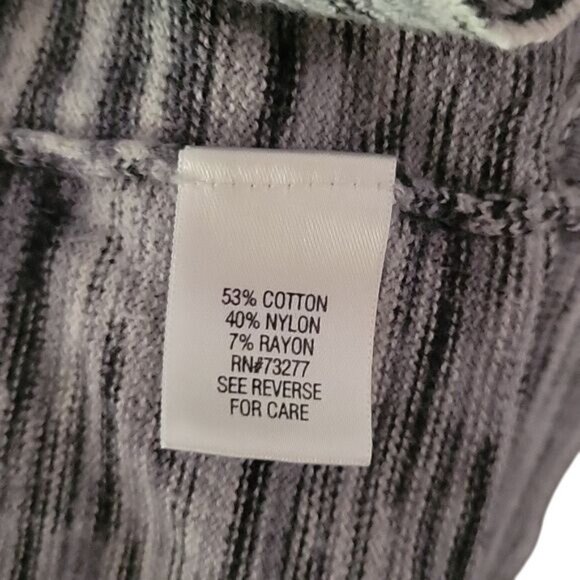 53% COTTON
40% NYLON
7% RAYON
RN#73277
SEE REVERSE
FOR CARE